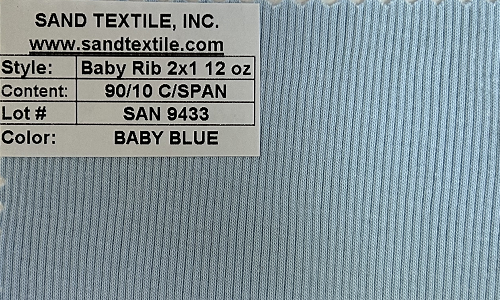 SAND TEXTILE, INC.
www.sandtextile.com
Style: Baby Rib 2x1 12 oz
Content: 90/10 C/SPAN
Lot # SAN 9433
Color: BABY BLUE